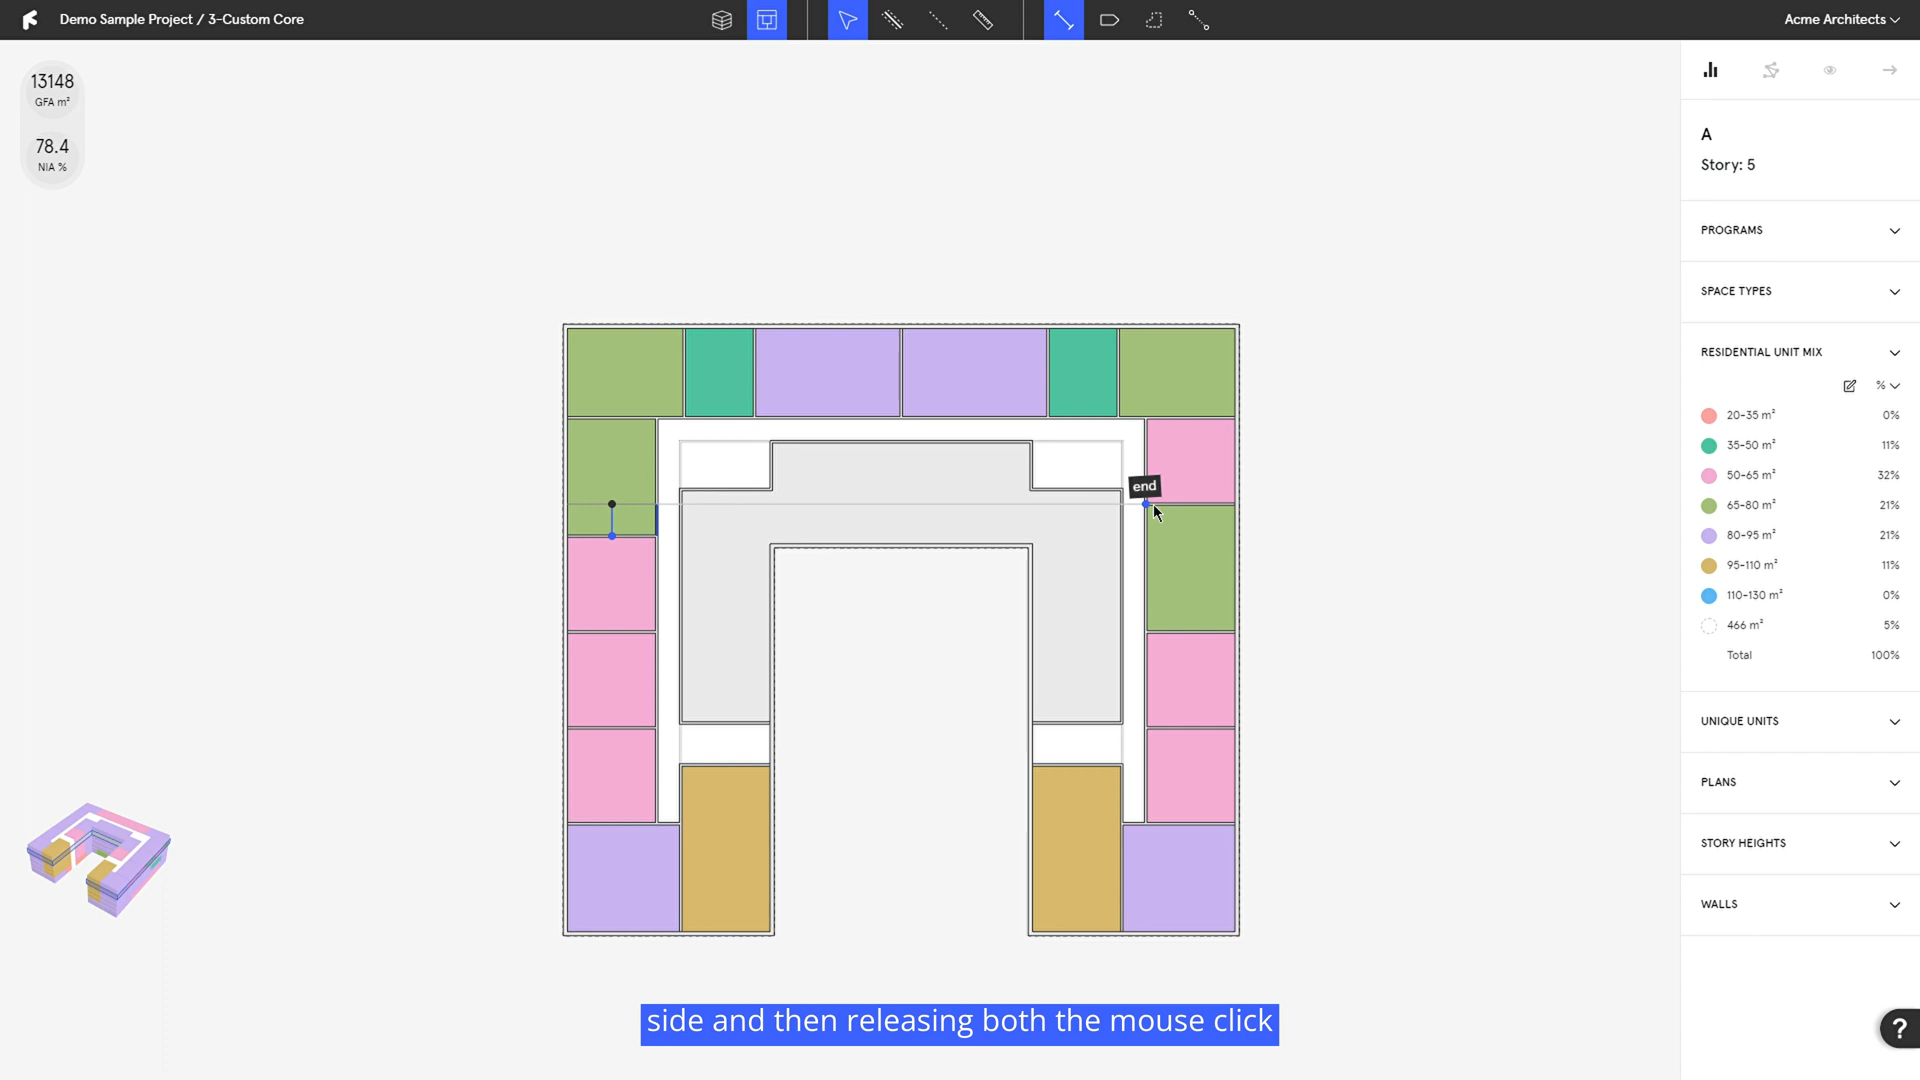 Demo Sample Project / 3-Custom Core
Acme Architects
13148
GFA m²
78.4
NIA %
A
Story: 5
PROGRAMS
SPACE TYPES
RESIDENTIAL UNIT MIX
%
20-35 m² 0%
35-50 m² 11%
50-65 m² 32%
65-80 m² 21%
80-95 m² 21%
95-110 m² 11%
110-130 m² 0%
466 m² 5%
Total 100%
UNIQUE UNITS
PLANS
STORY HEIGHTS
WALLS
end
side and then releasing both the mouse click
?